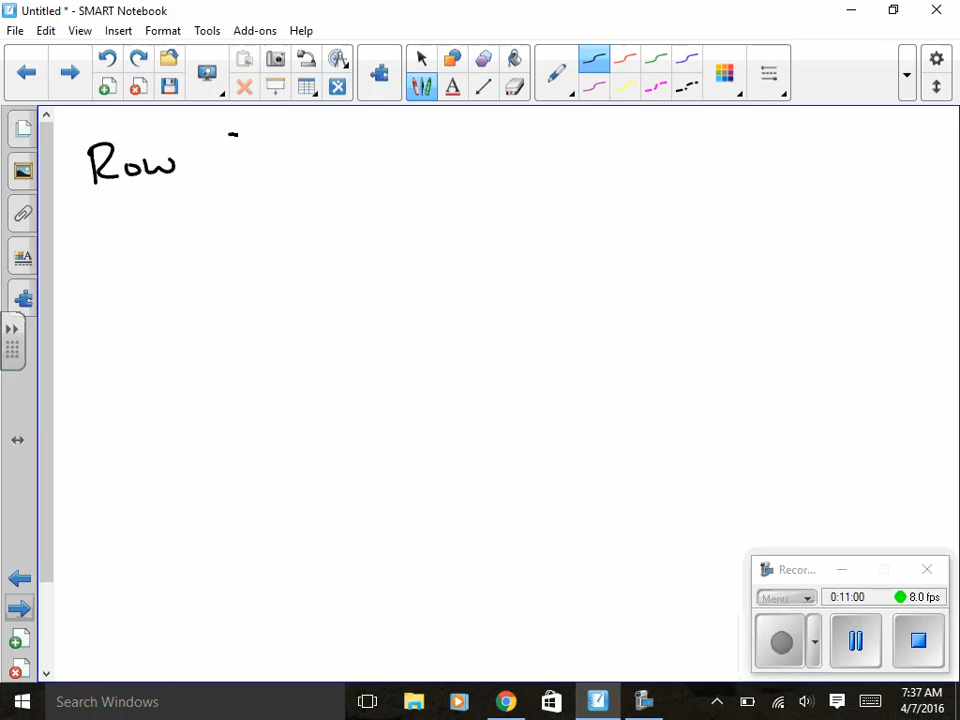 Untitled * - SMART Notebook
File Edit View Insert Format Tools Add-ons Help
Row
Recor...
Menu 0:11:00 8.0 fps
Search Windows
7:37 AM
4/7/2016